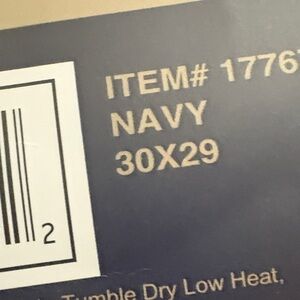 ITEM# 1776
NAVY
30X29
2
Tumble Dry Low Heat,